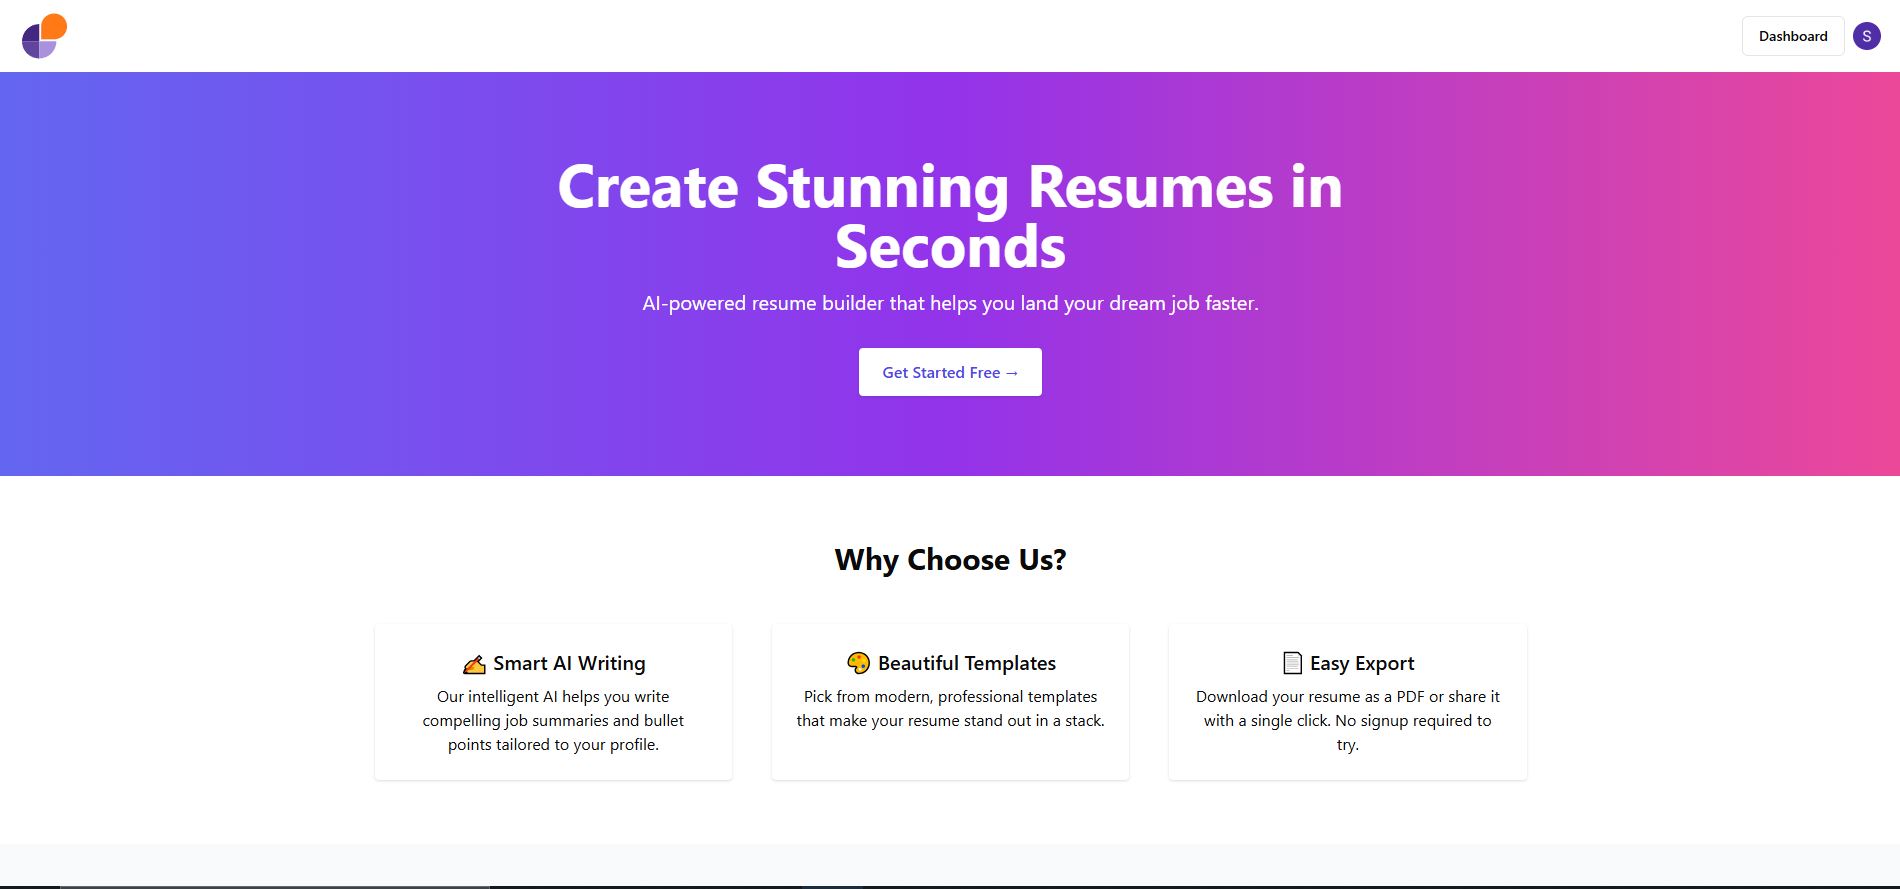 Dashboard
S
Create Stunning Resumes in
Seconds
AI-powered resume builder that helps you land your dream job faster.
Get Started Free →
Why Choose Us?
✍️ Smart AI Writing
Our intelligent AI helps you write
compelling job summaries and bullet
points tailored to your profile.
🎨 Beautiful Templates
Pick from modern, professional templates
that make your resume stand out in a stack.
📄 Easy Export
Download your resume as a PDF or share it
with a single click. No signup required to
try.